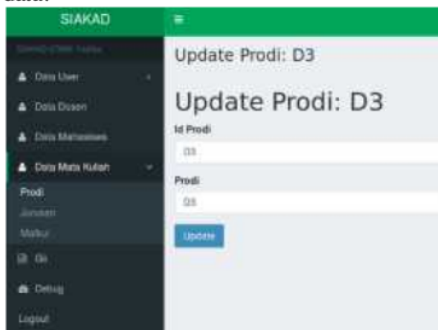 SIAKAD
Data User
Data Dosen
Data Mahasiswa
Data Mata Kuliah
Prodi
Jurusan
Matkul
Gii
Debug
Logout
Update Prodi: D3
Update Prodi: D3
Id Prodi
D3
Prodi
D3
Update